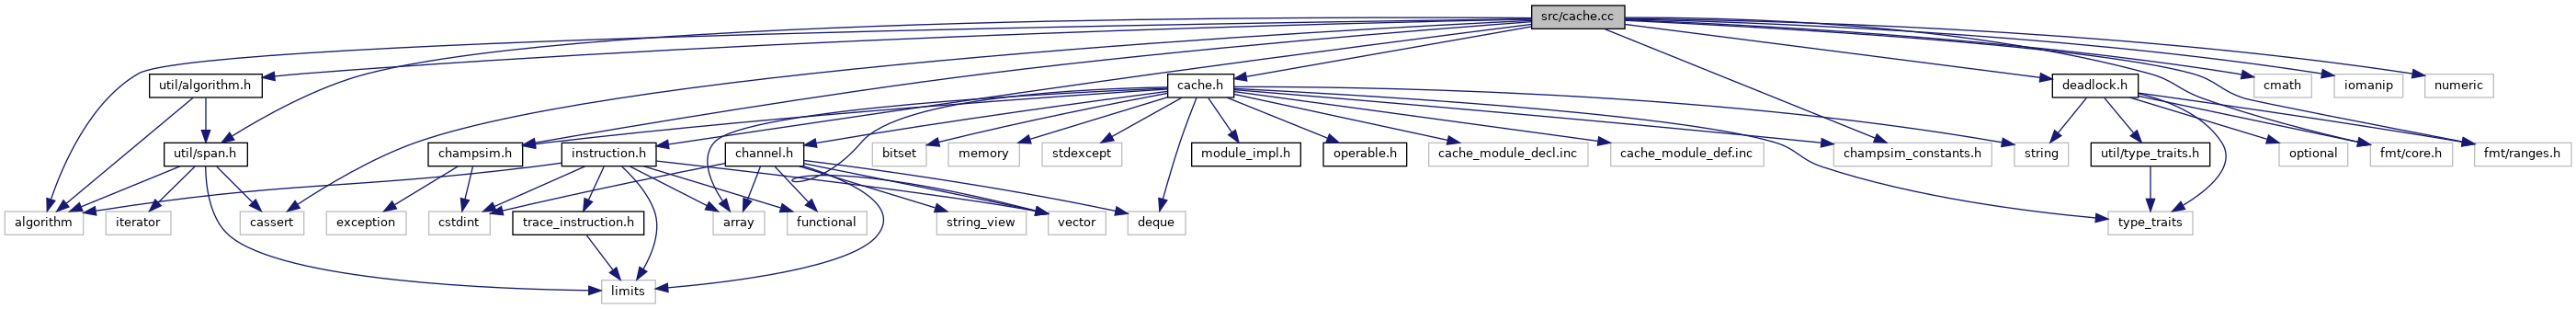 src/cache.cc
util/algorithm.h
cache.h
deadlock.h
cmath
iomanip
numeric
util/span.h
champsim.h
instruction.h
channel.h
bitset
memory
stdexcept
module_impl.h
operable.h
cache_module_decl.inc
cache_module_def.inc
champsim_constants.h
string
util/type_traits.h
optional
fmt/core.h
fmt/ranges.h
algorithm
iterator
cassert
exception
cstdint
trace_instruction.h
array
functional
string_view
vector
deque
type_traits
limits